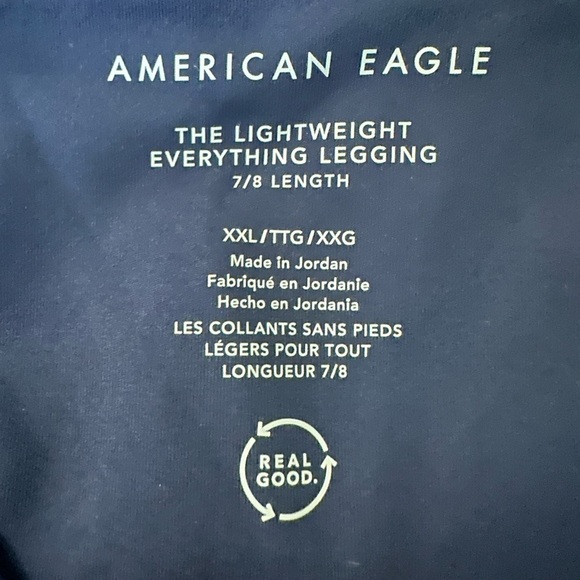 AMERICAN EAGLE
THE LIGHTWEIGHT
EVERYTHING LEGGING
7/8 LENGTH
XXL/TTG/XXG
Made in Jordan
Fabriqué en Jordanie
Hecho en Jordania
LES COLLANTS SANS PIEDS
LÉGERS POUR TOUT
LONGUEUR 7/8
REAL
GOOD.